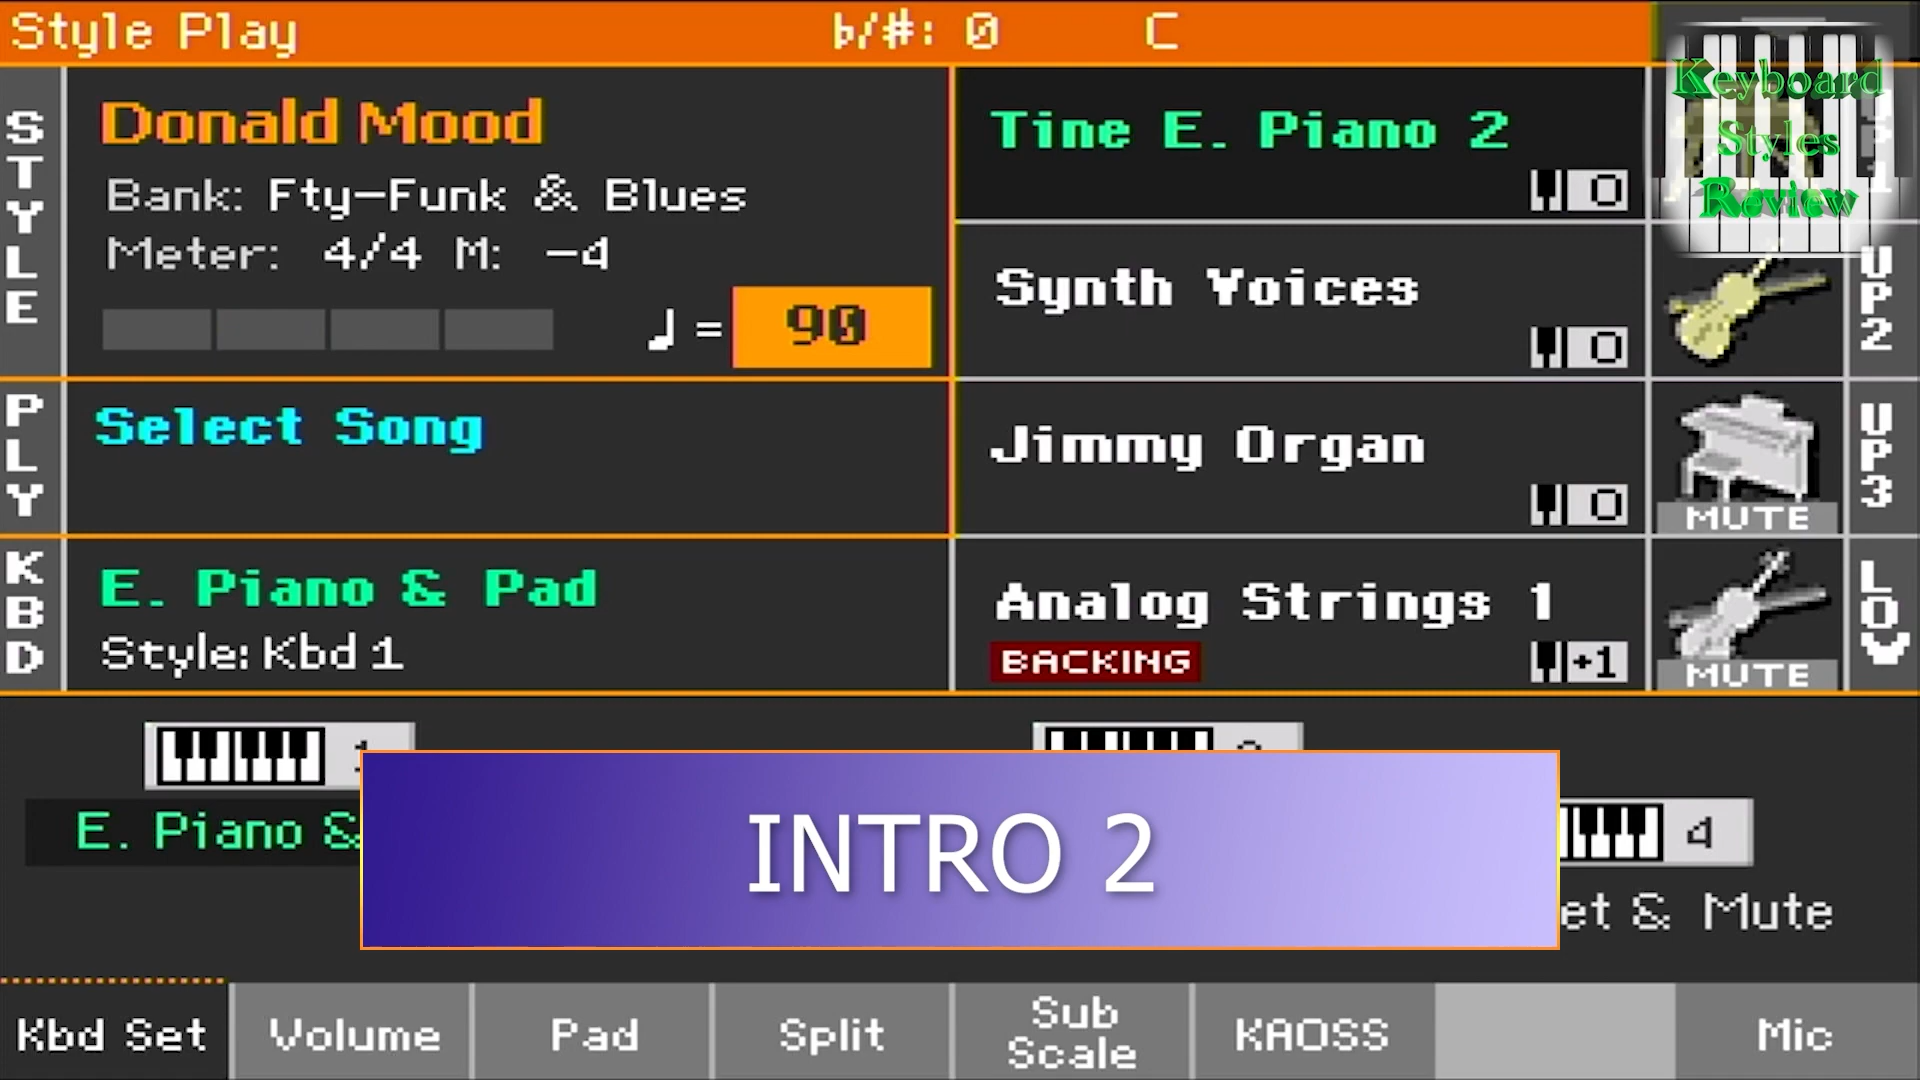 Style Play ♭/#: 0 C
Keyboard
Styles
Review
STYLE
Donald Mood
Bank: Fty-Funk & Blues
Meter: 4/4 M: -4
♩ = 90
Tine E. Piano 2
0
Synth Voices
0
UP2
PLY
Select Song
Jimmy Organ
0
MUTE
UP3
KBD
E. Piano & Pad
Style: Kbd 1
Analog Strings 1
BACKING
+1
MUTE
LOW
1
E. Piano &
INTRO 2
4
et & Mute
Kbd Set
Volume
Pad
Split
Sub
Scale
KAOSS
Mic